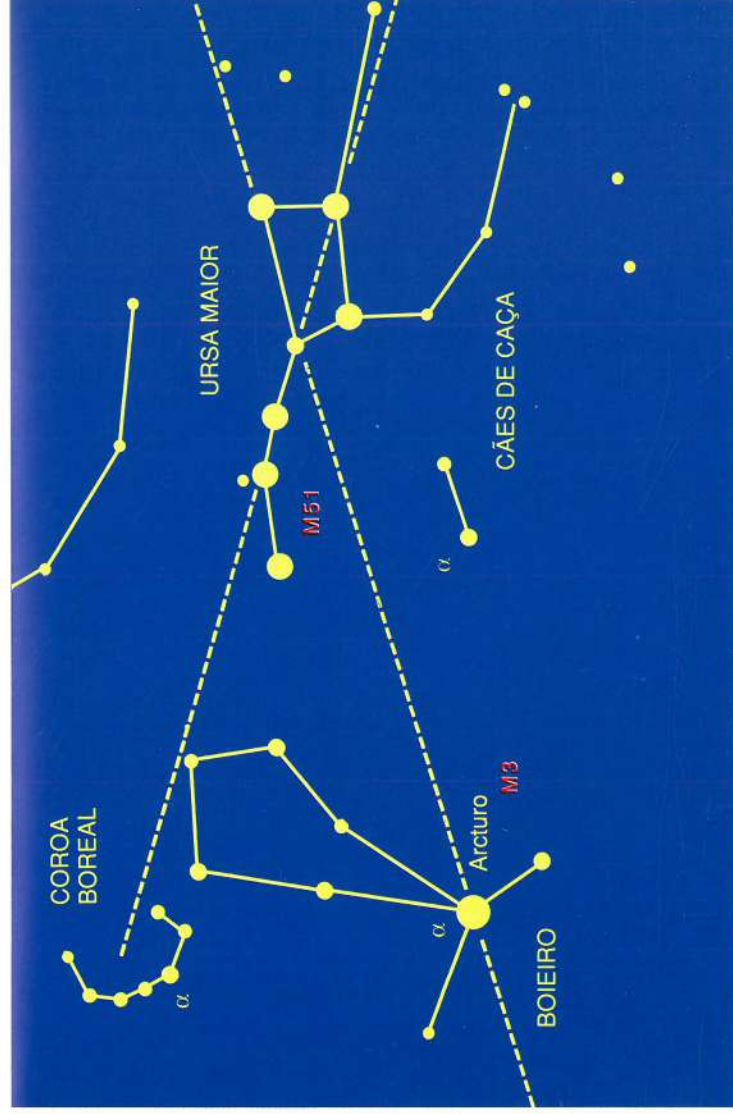 COROA
BOREAL
α
URSA MAIOR
M51
CÃES DE CAÇA
α
M3
Arcturo
α
BOIEIRO